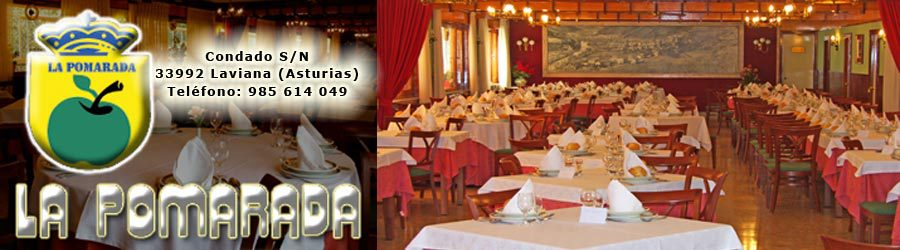 LA POMARADA
Condado S/N
33992 Laviana (Asturias)
Teléfono: 985 614 049
LA POMARADA